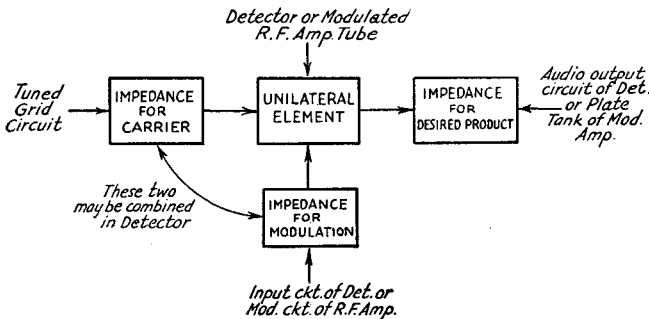 Detector or Modulated
R.F. Amp. Tube
Tuned
Grid
Circuit
IMPEDANCE
FOR
CARRIER
UNILATERAL
ELEMENT
IMPEDANCE
FOR
DESIRED PRODUCT
Audio output
circuit of Det.
or Plate
Tank of Mod.
Amp.
These two
may be combined
in Detector
IMPEDANCE
FOR
MODULATION
Input ckt. of Det. or
Mod. ckt. of R.F. Amp.